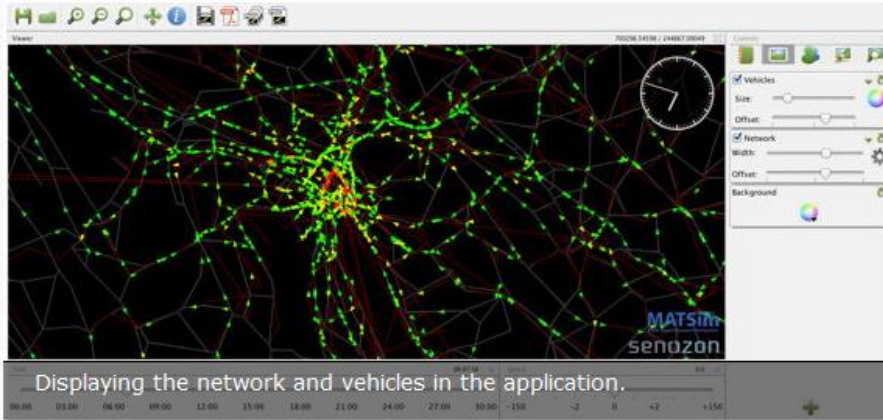 Viewer
Controls
Vehicles
Size:
Offset:
Network
Width:
Offset:
Background
MATSim
senozon
Displaying the network and vehicles in the application.
00:00 03:00 06:00 09:00 12:00 15:00 18:00 21:00 24:00 27:00 30:00 -150 -2 0 +2 +150